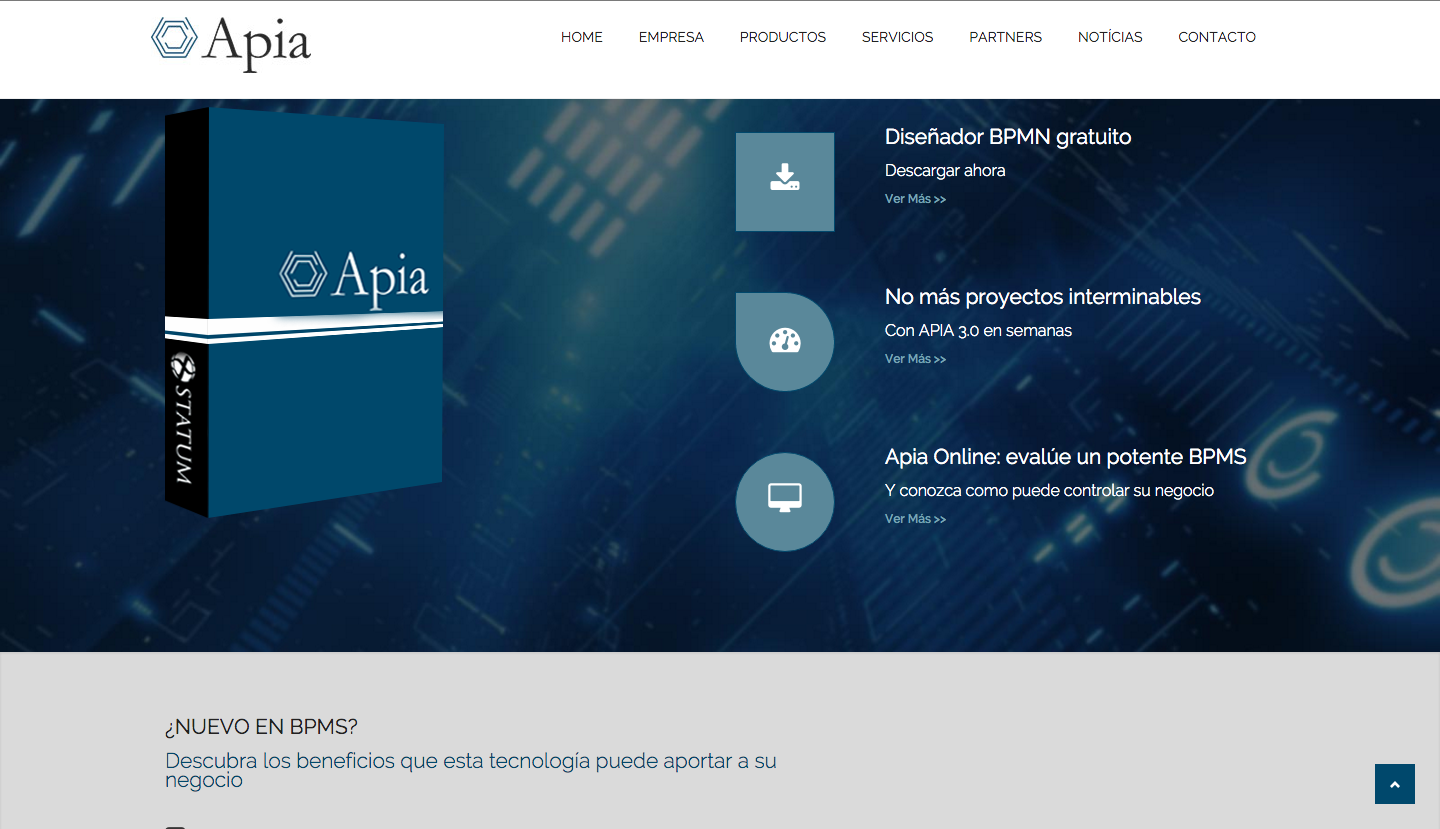 Apia
HOME EMPRESA PRODUCTOS SERVICIOS PARTNERS NOTÍCIAS CONTACTO
Apia
STATUM
Diseñador BPMN gratuito
Descargar ahora
Ver Más >>
No más proyectos interminables
Con APIA 3.0 en semanas
Ver Más >>
Apia Online: evalúe un potente BPMS
Y conozca como puede controlar su negocio
Ver Más >>
¿NUEVO EN BPMS?
Descubra los beneficios que esta tecnología puede aportar a su
negocio